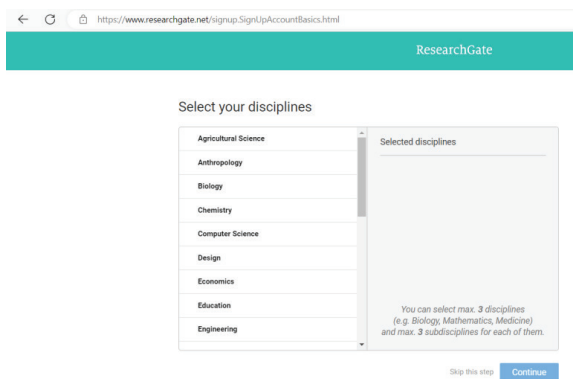 https://www.researchgate.net/signup.SignUpAccountBasics.html
ResearchGate
Select your disciplines
Agricultural Science
Anthropology
Biology
Chemistry
Computer Science
Design
Economics
Education
Engineering
Selected disciplines
You can select max. 3 disciplines
(e.g. Biology, Mathematics, Medicine)
and max. 3 subdisciplines for each of them.
Skip this step
Continue